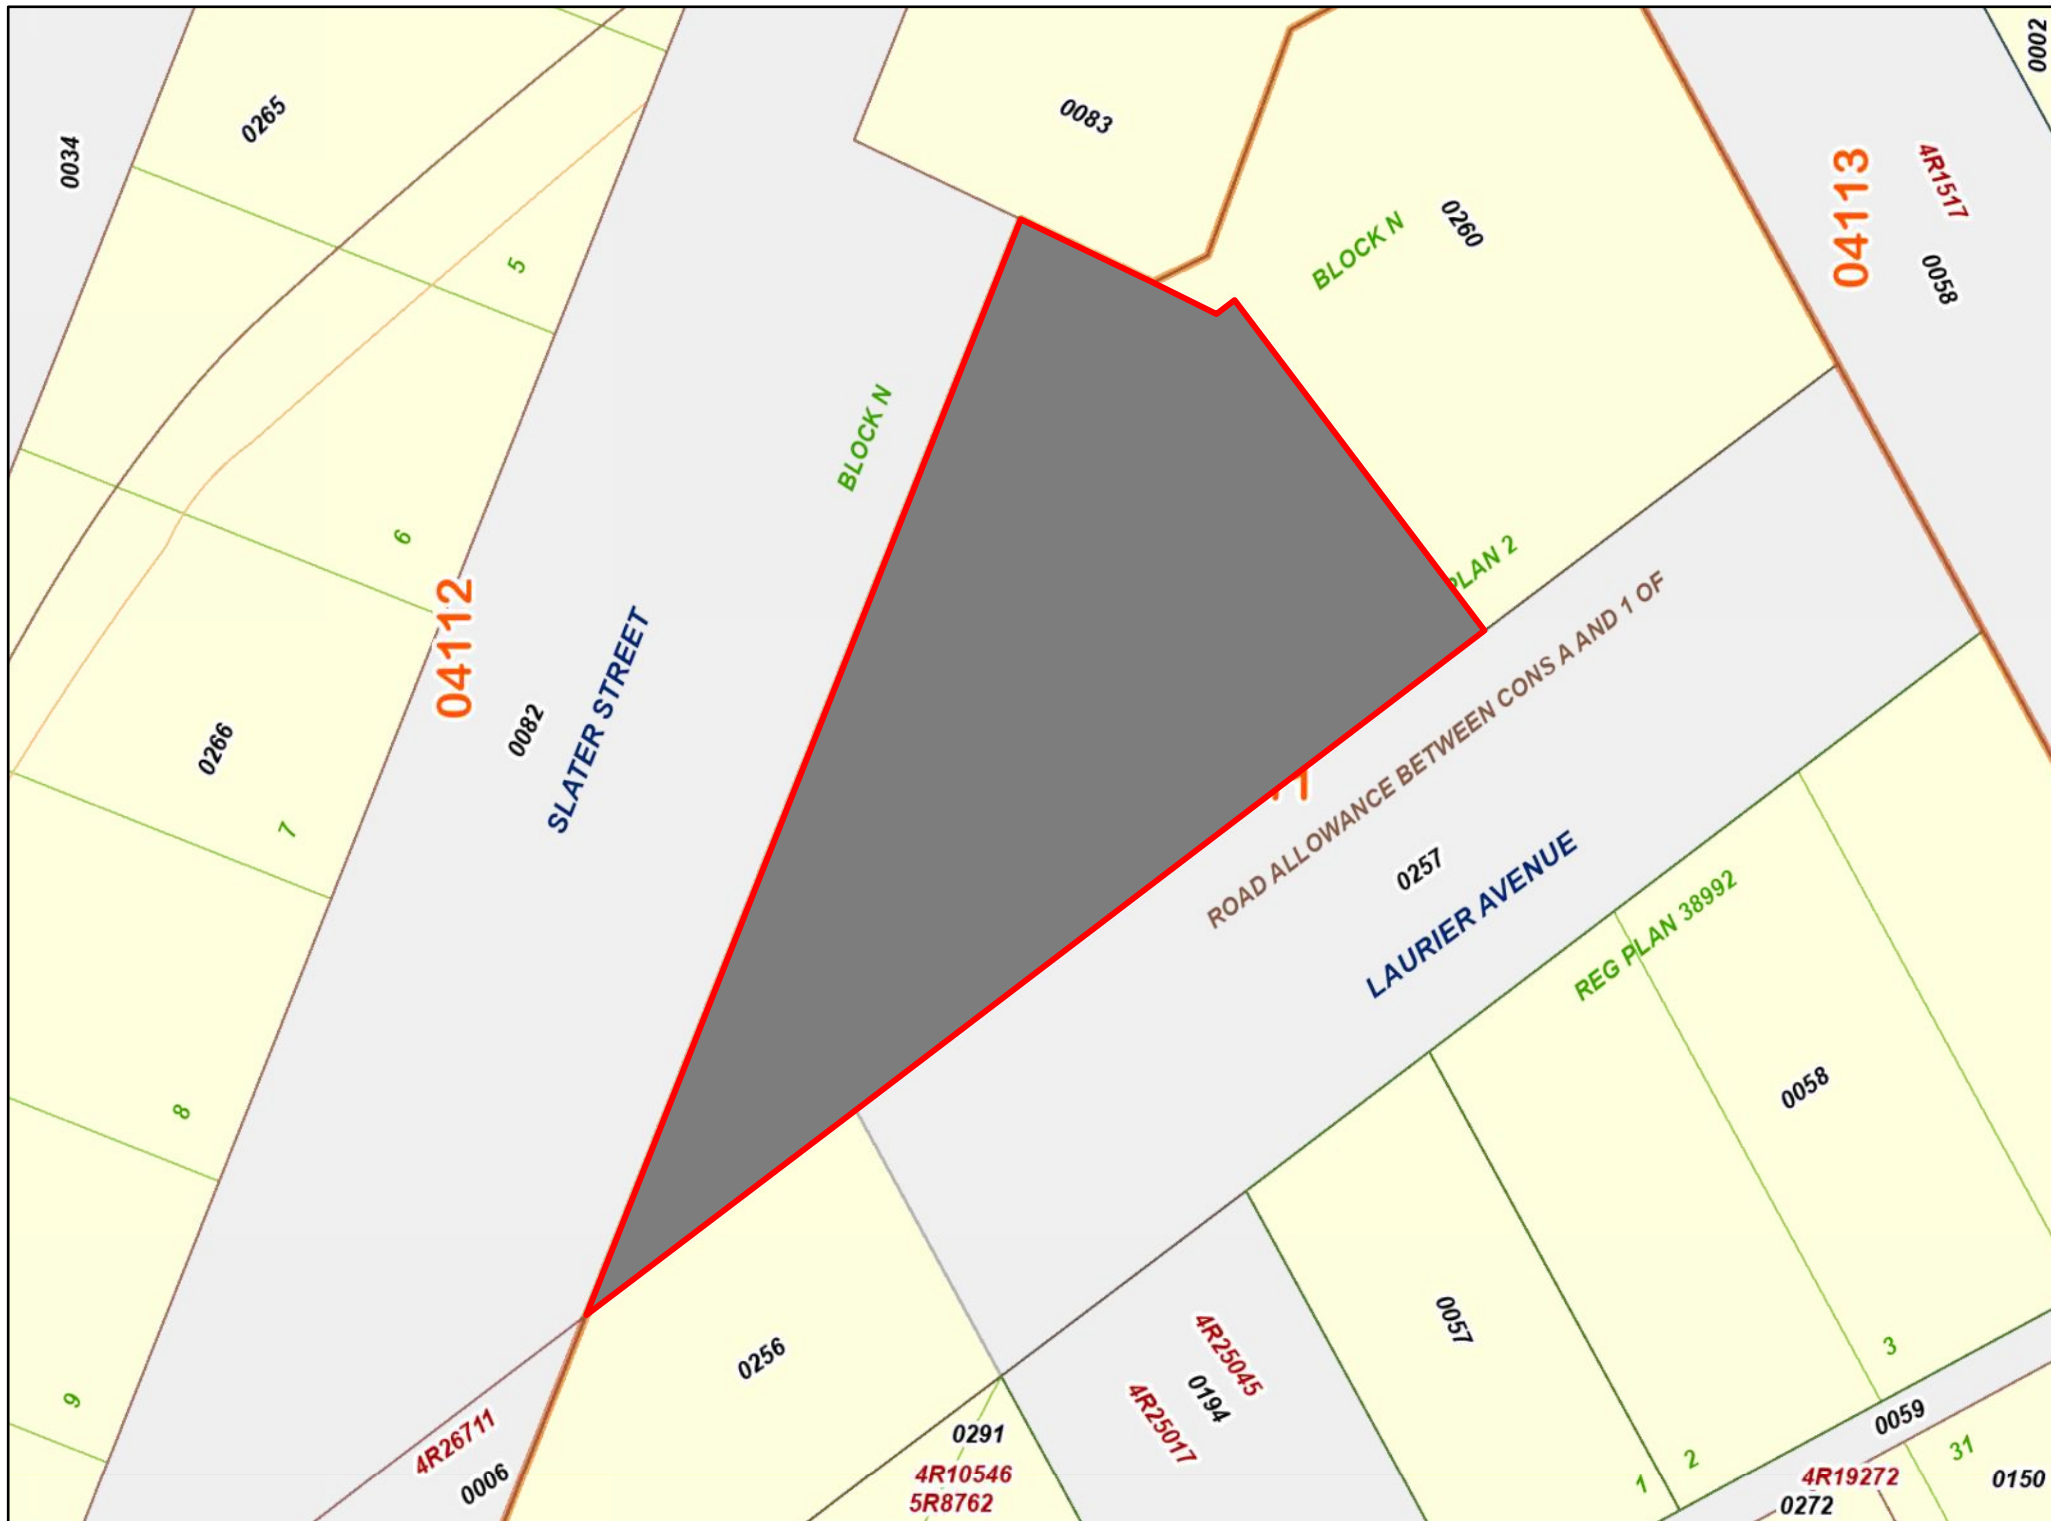 0002
0265
0083
0034
04113
4R1517
0260
BLOCK N
5
0058
BLOCK N
6
PLAN 2
04112
ROAD ALLOWANCE BETWEEN CONS A AND 1 OF
SLATER STREET
0082
0266
7
0257
LAURIER AVENUE
REG PLAN 38992
8
0058
0057
3
0256
4R25045
0194
4R25017
9
4R26711
0006
0291
4R10546
5R8762
0059
31
2
1
4R19272
0272
0150